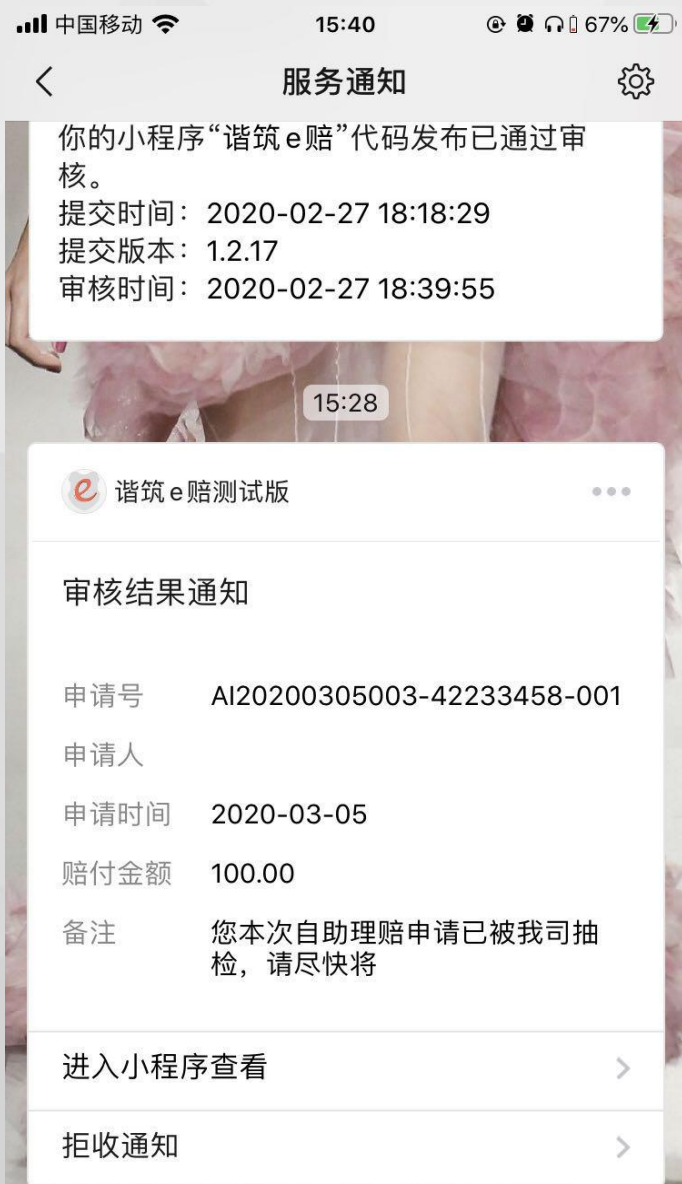 中国移动 15:40 67%
服务通知
你的小程序“谐筑e赔”代码发布已通过审
核。
提交时间：2020-02-27 18:18:29
提交版本：1.2.17
审核时间：2020-02-27 18:39:55
15:28
e 谐筑e赔测试版
审核结果通知
申请号 AI20200305003-42233458-001
申请人
申请时间 2020-03-05
赔付金额 100.00
备注 您本次自助理赔申请已被我司抽
检，请尽快将
进入小程序查看
拒收通知